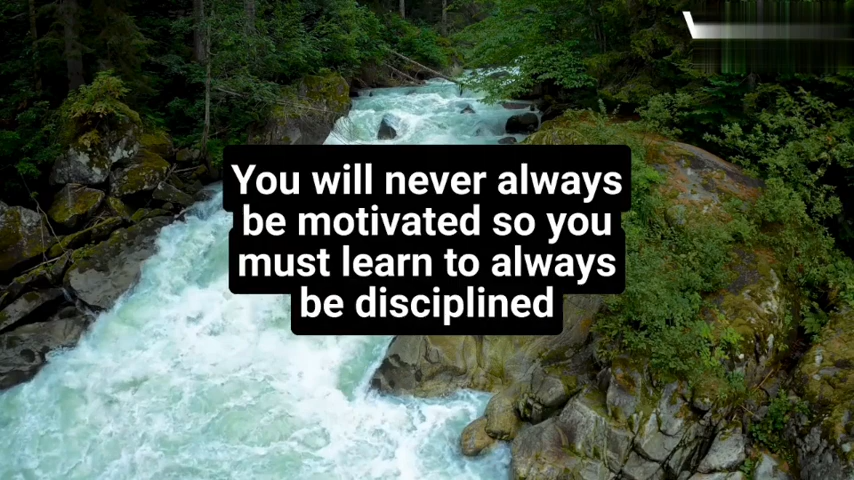 You will never always
be motivated so you
must learn to always
be disciplined